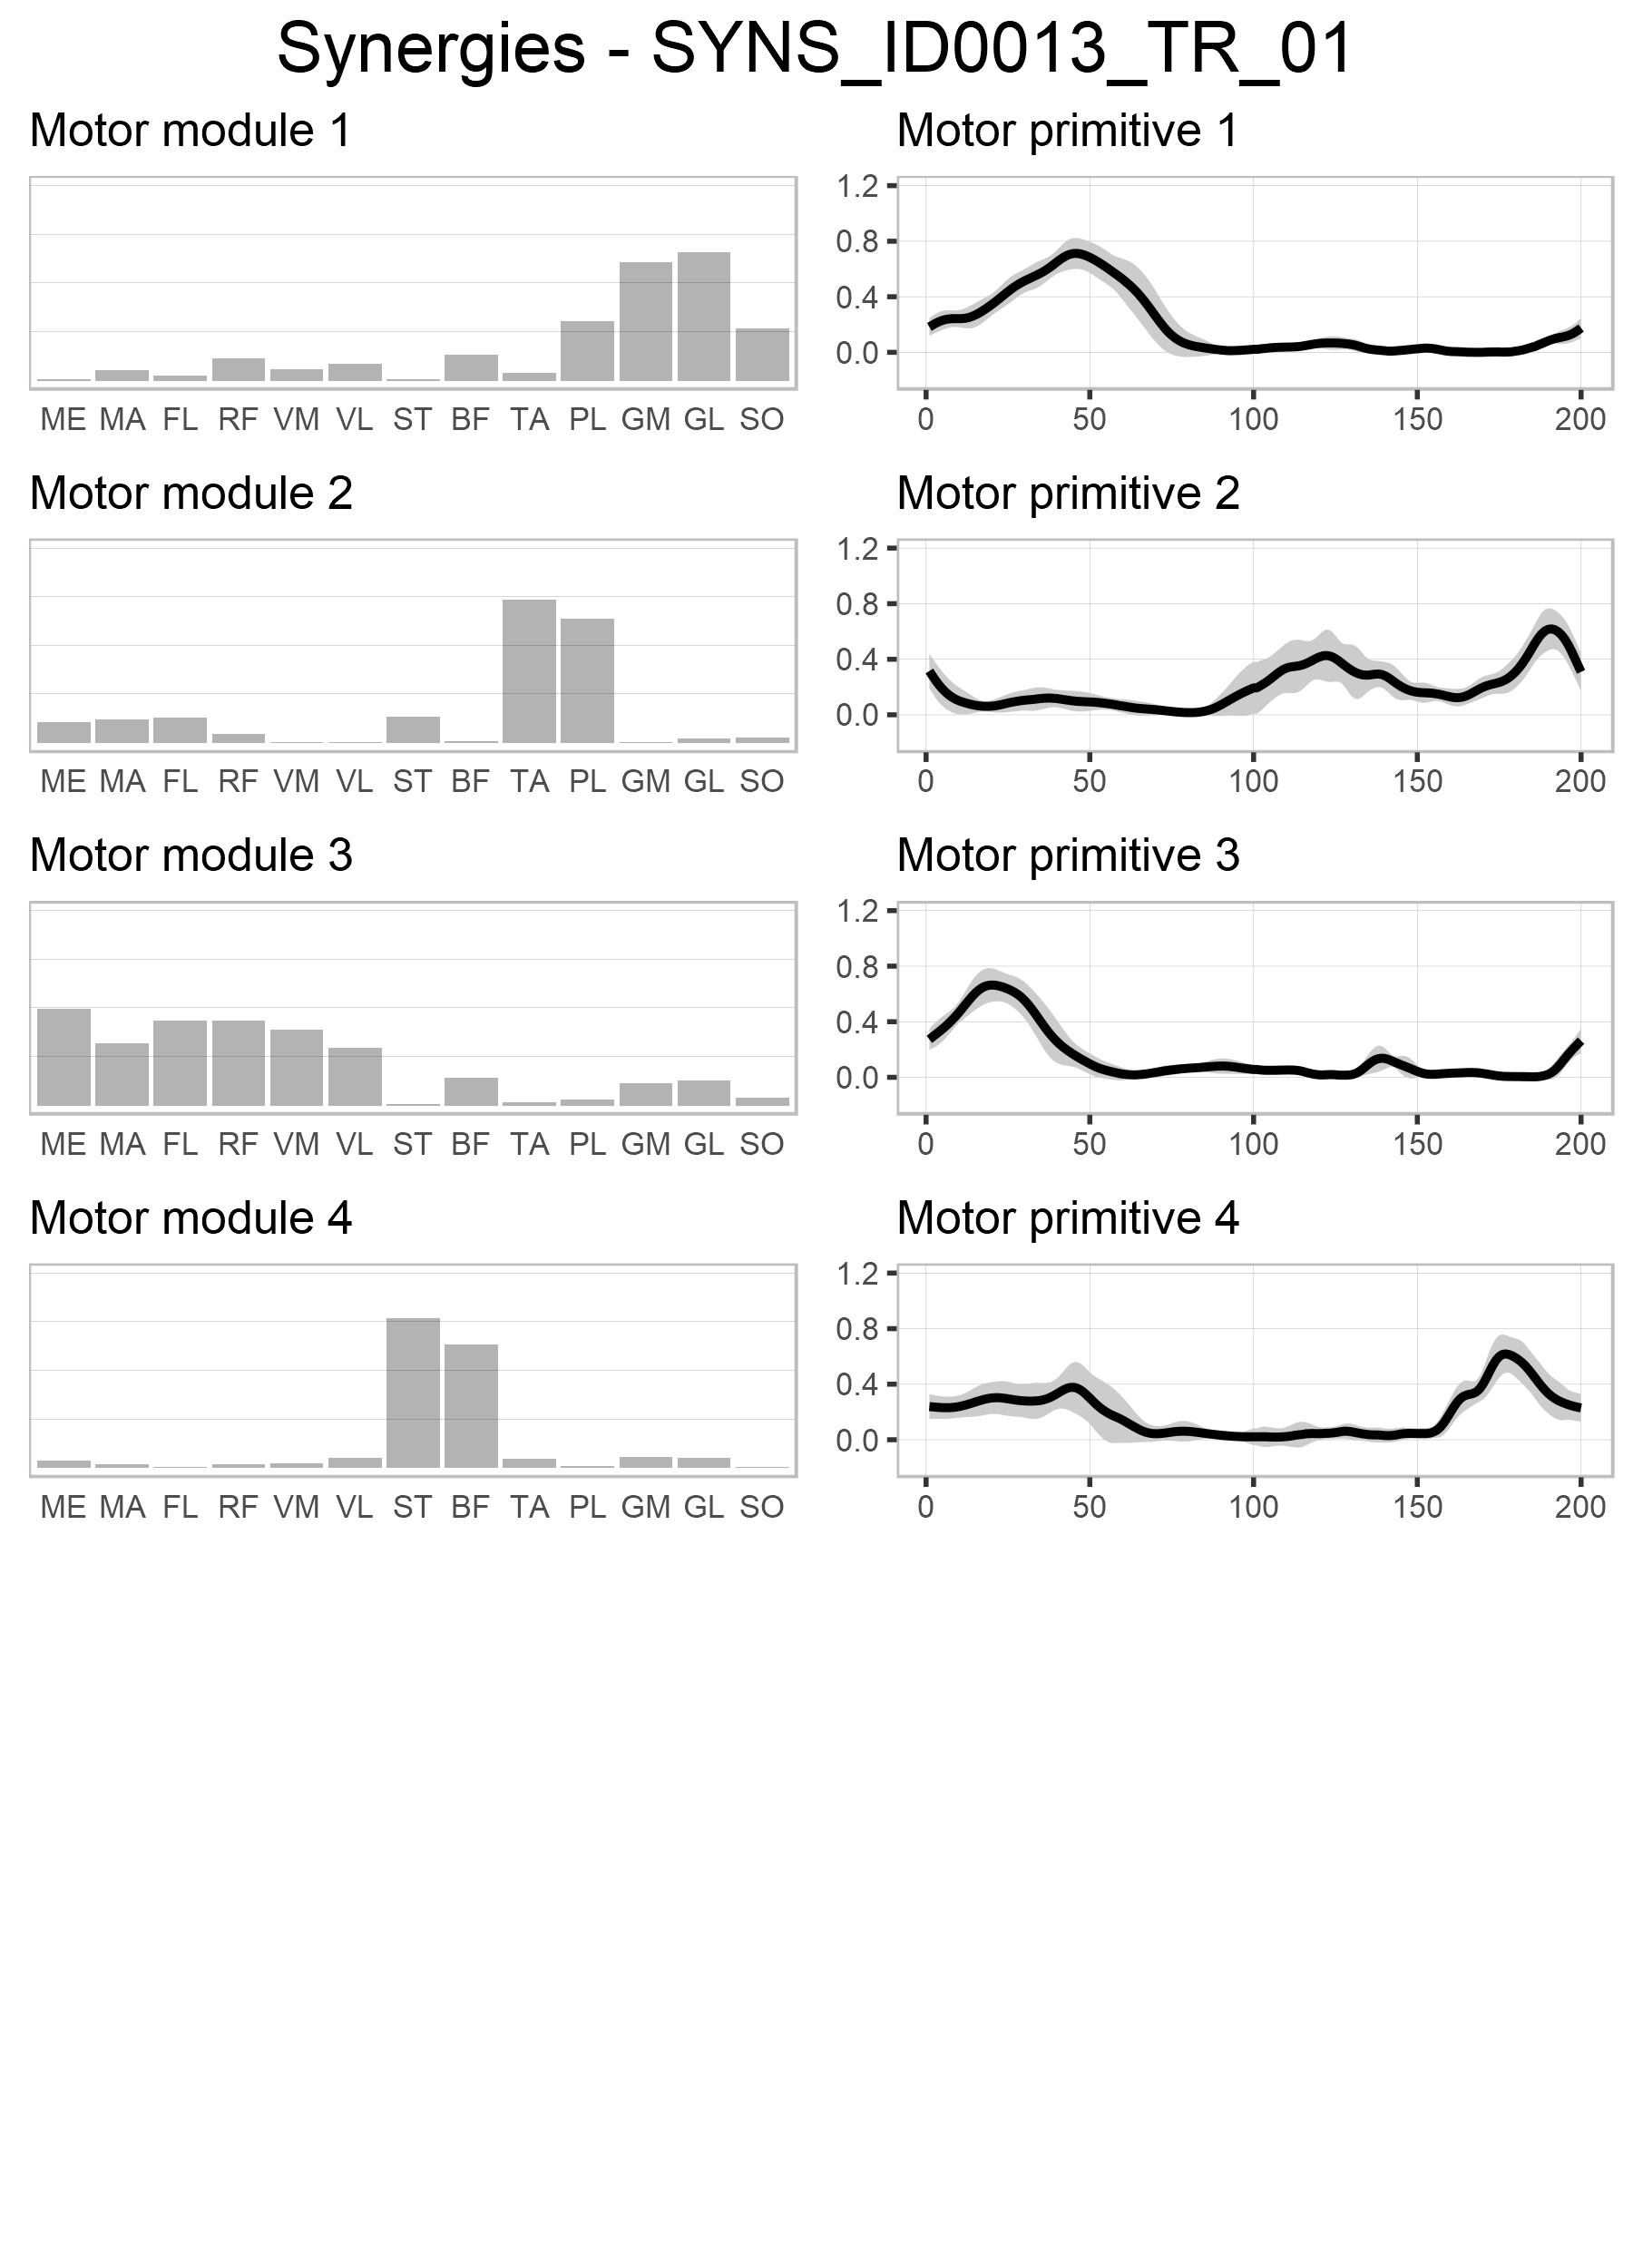 Synergies - SYNS_ID0013_TR_01
Motor module 1
Motor primitive 1
1.2
0.8
0.4
0.0
ME MA FL RF VM VL ST BF TA PL GM GL SO
0 50 100 150 200
Motor module 2
Motor primitive 2
1.2
0.8
0.4
0.0
ME MA FL RF VM VL ST BF TA PL GM GL SO
0 50 100 150 200
Motor module 3
Motor primitive 3
1.2
0.8
0.4
0.0
ME MA FL RF VM VL ST BF TA PL GM GL SO
0 50 100 150 200
Motor module 4
Motor primitive 4
1.2
0.8
0.4
0.0
ME MA FL RF VM VL ST BF TA PL GM GL SO
0 50 100 150 200